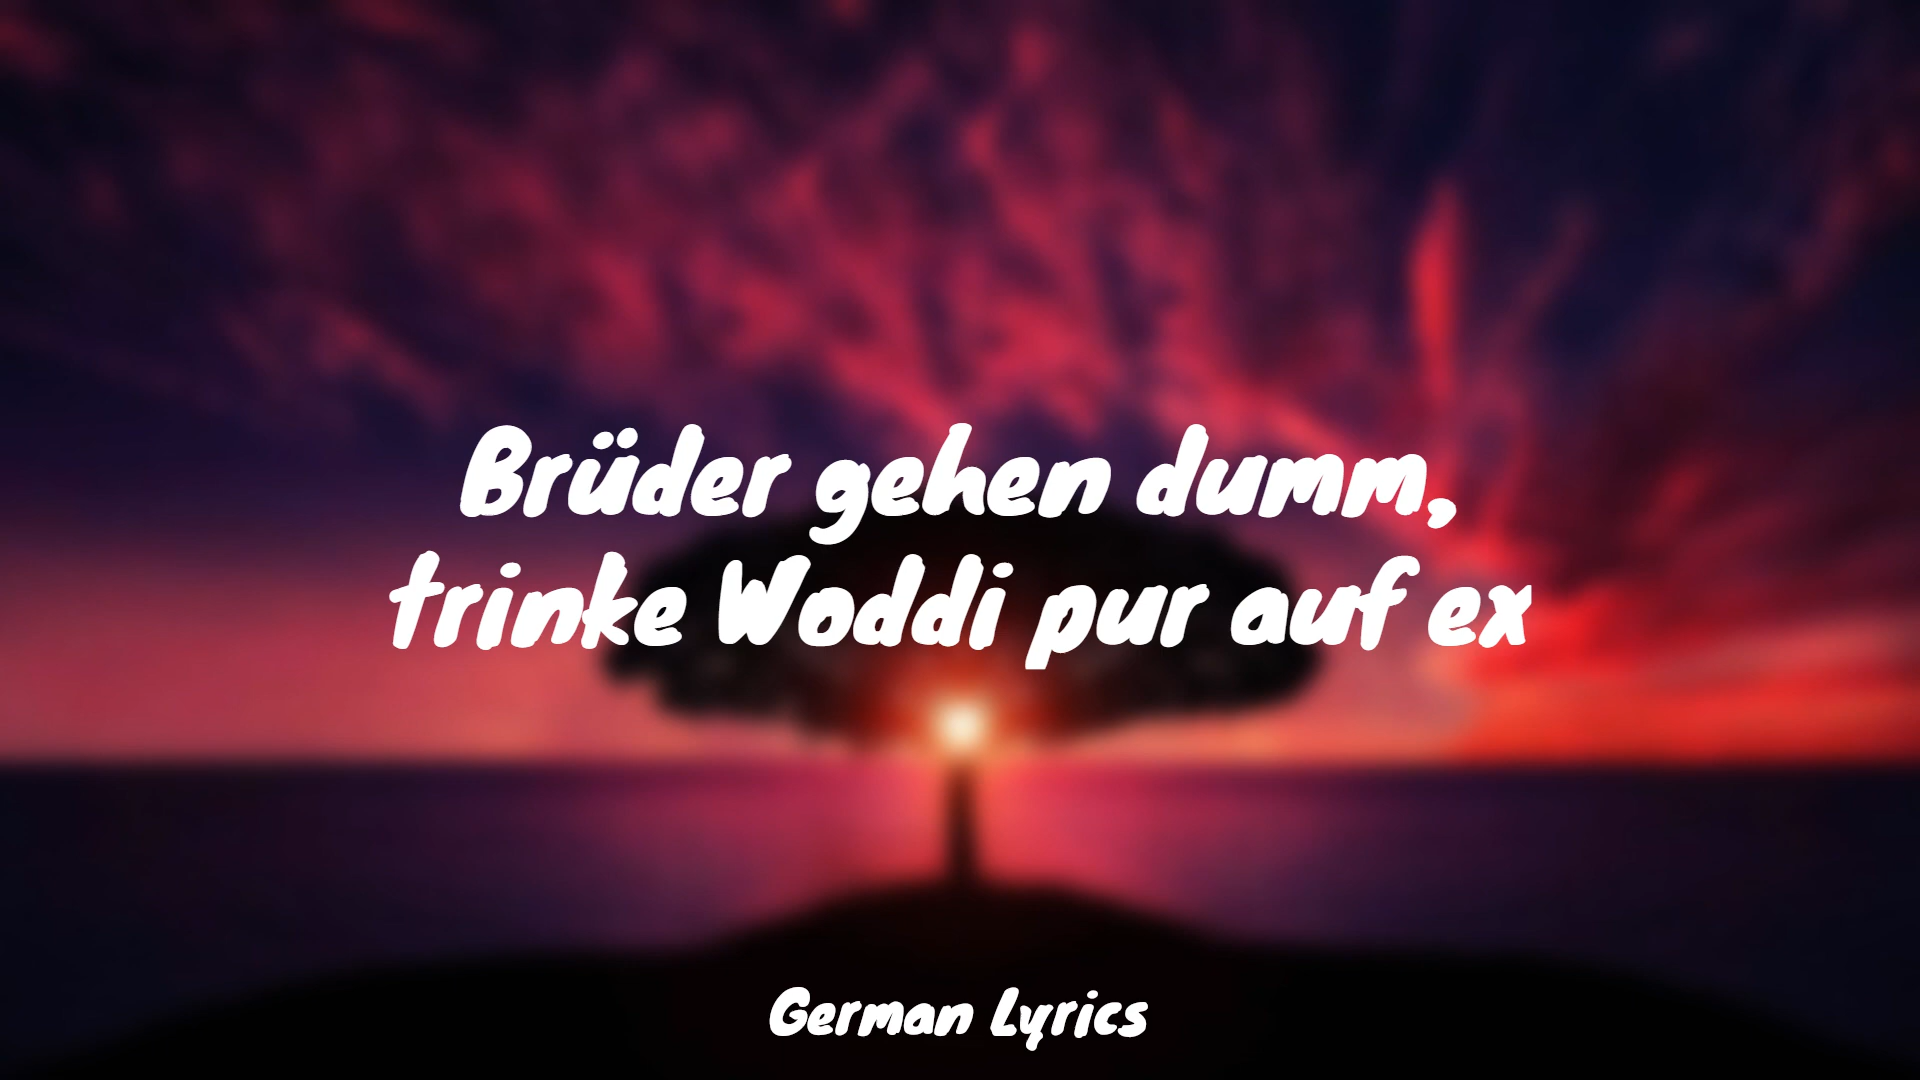 Brüder gehen dumm,
trinke Woddi pur auf ex
German Lyrics